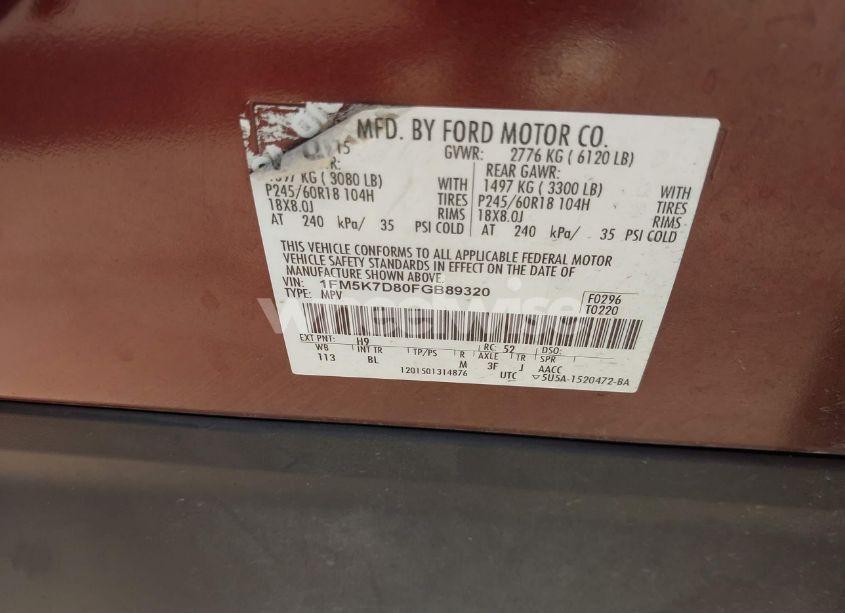 MFD. BY FORD MOTOR CO.
15 GVWR: 2776 KG ( 6120 LB)
REAR GAWR:
KG ( 3080 LB) WITH 1497 KG ( 3300 LB) WITH
P245/60R18 104H TIRES P245/60R18 104H TIRES
18X8.0J RIMS 18X8.0J RIMS
AT 240 kPa/ 35 PSI COLD AT 240 kPa/ 35 PSI COLD
THIS VEHICLE CONFORMS TO ALL APPLICABLE FEDERAL MOTOR
VEHICLE SAFETY STANDARDS IN EFFECT ON THE DATE OF
MANUFACTURE SHOWN ABOVE.
VIN: 1FM5K7D80FGB89320 F0296
TYPE: MPV T0220
wheelwise
EXT PNT: H9 RC: 52 DSO:
WB INT TR TP/PS R AXLE TR SPR
113 BL M 3F J AACC
1201501314876 UTC 5U5A-1520472-BA